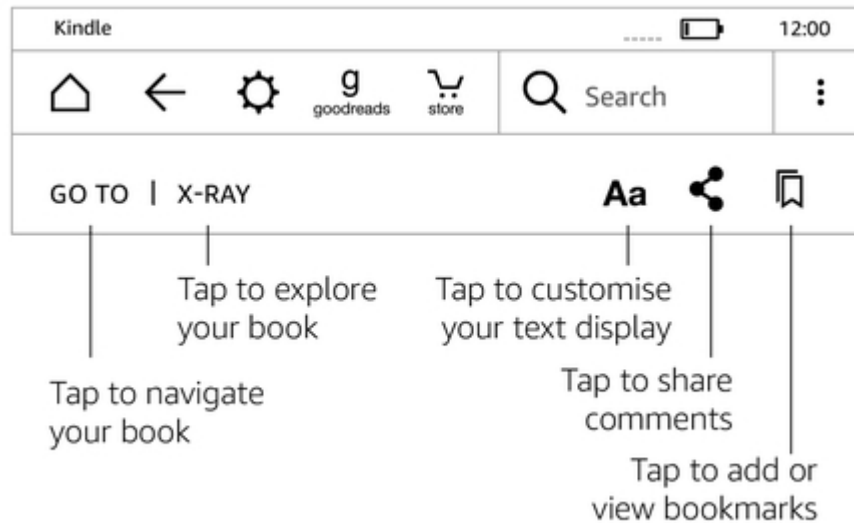 Kindle 12:00
g
goodreads store Search
GO TO | X-RAY Aa
Tap to explore
your book
Tap to customise
your text display
Tap to navigate
your book
Tap to share
comments
Tap to add or
view bookmarks